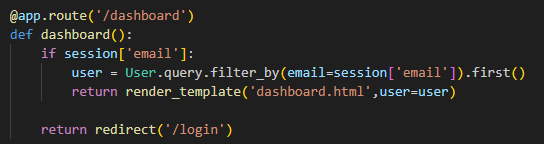 @app.route('/dashboard')
def dashboard():
    if session['email']:
        user = User.query.filter_by(email=session['email']).first()
        return render_template('dashboard.html',user=user)

    return redirect('/login')